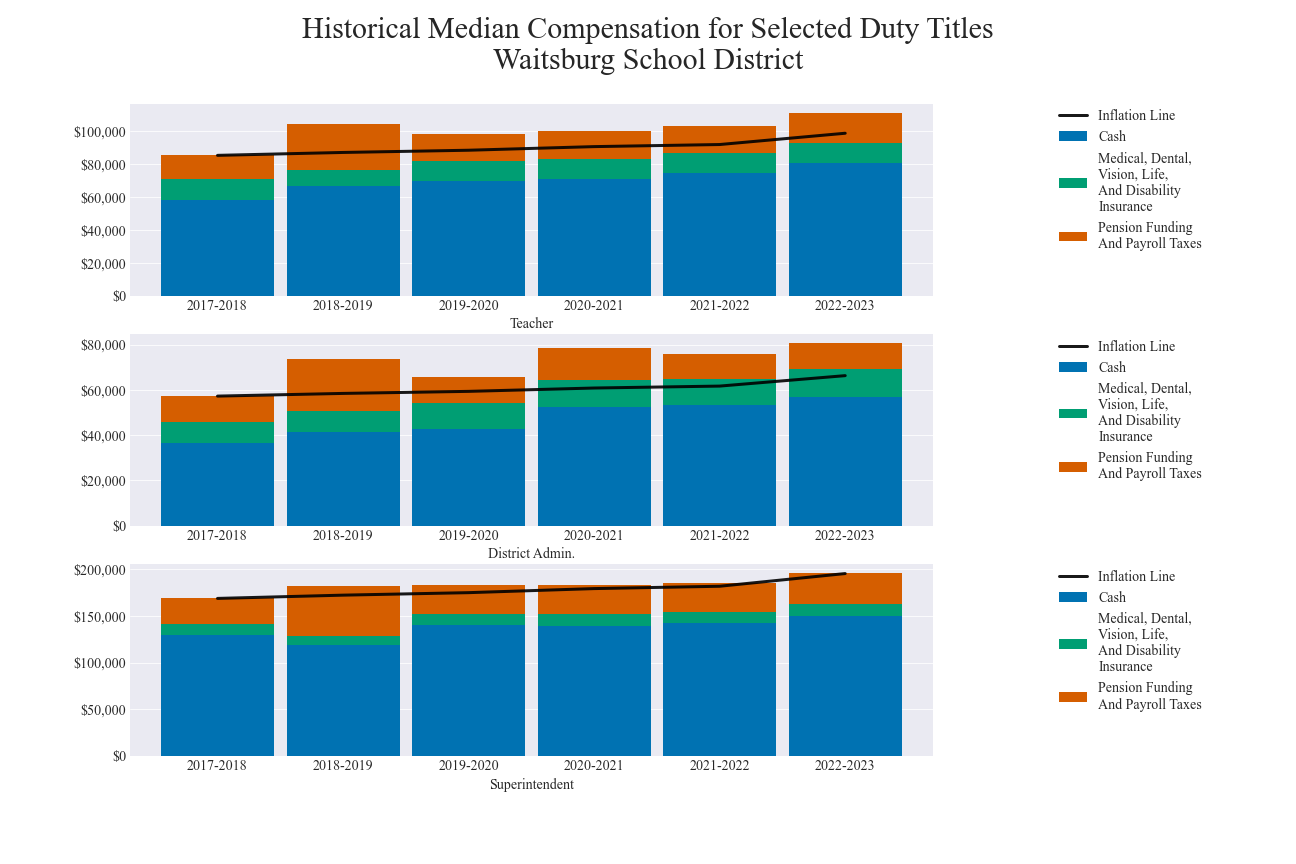 Historical Median Compensation for Selected Duty Titles
Waitsburg School District
$100,000
$80,000
$60,000
$40,000
$20,000
$0
2017-2018 2018-2019 2019-2020 2020-2021 2021-2022 2022-2023
Teacher
Inflation Line
Cash
Medical, Dental,
Vision, Life,
And Disability
Insurance
Pension Funding
And Payroll Taxes
$80,000
$60,000
$40,000
$20,000
$0
2017-2018 2018-2019 2019-2020 2020-2021 2021-2022 2022-2023
District Admin.
Inflation Line
Cash
Medical, Dental,
Vision, Life,
And Disability
Insurance
Pension Funding
And Payroll Taxes
$200,000
$150,000
$100,000
$50,000
$0
2017-2018 2018-2019 2019-2020 2020-2021 2021-2022 2022-2023
Superintendent
Inflation Line
Cash
Medical, Dental,
Vision, Life,
And Disability
Insurance
Pension Funding
And Payroll Taxes